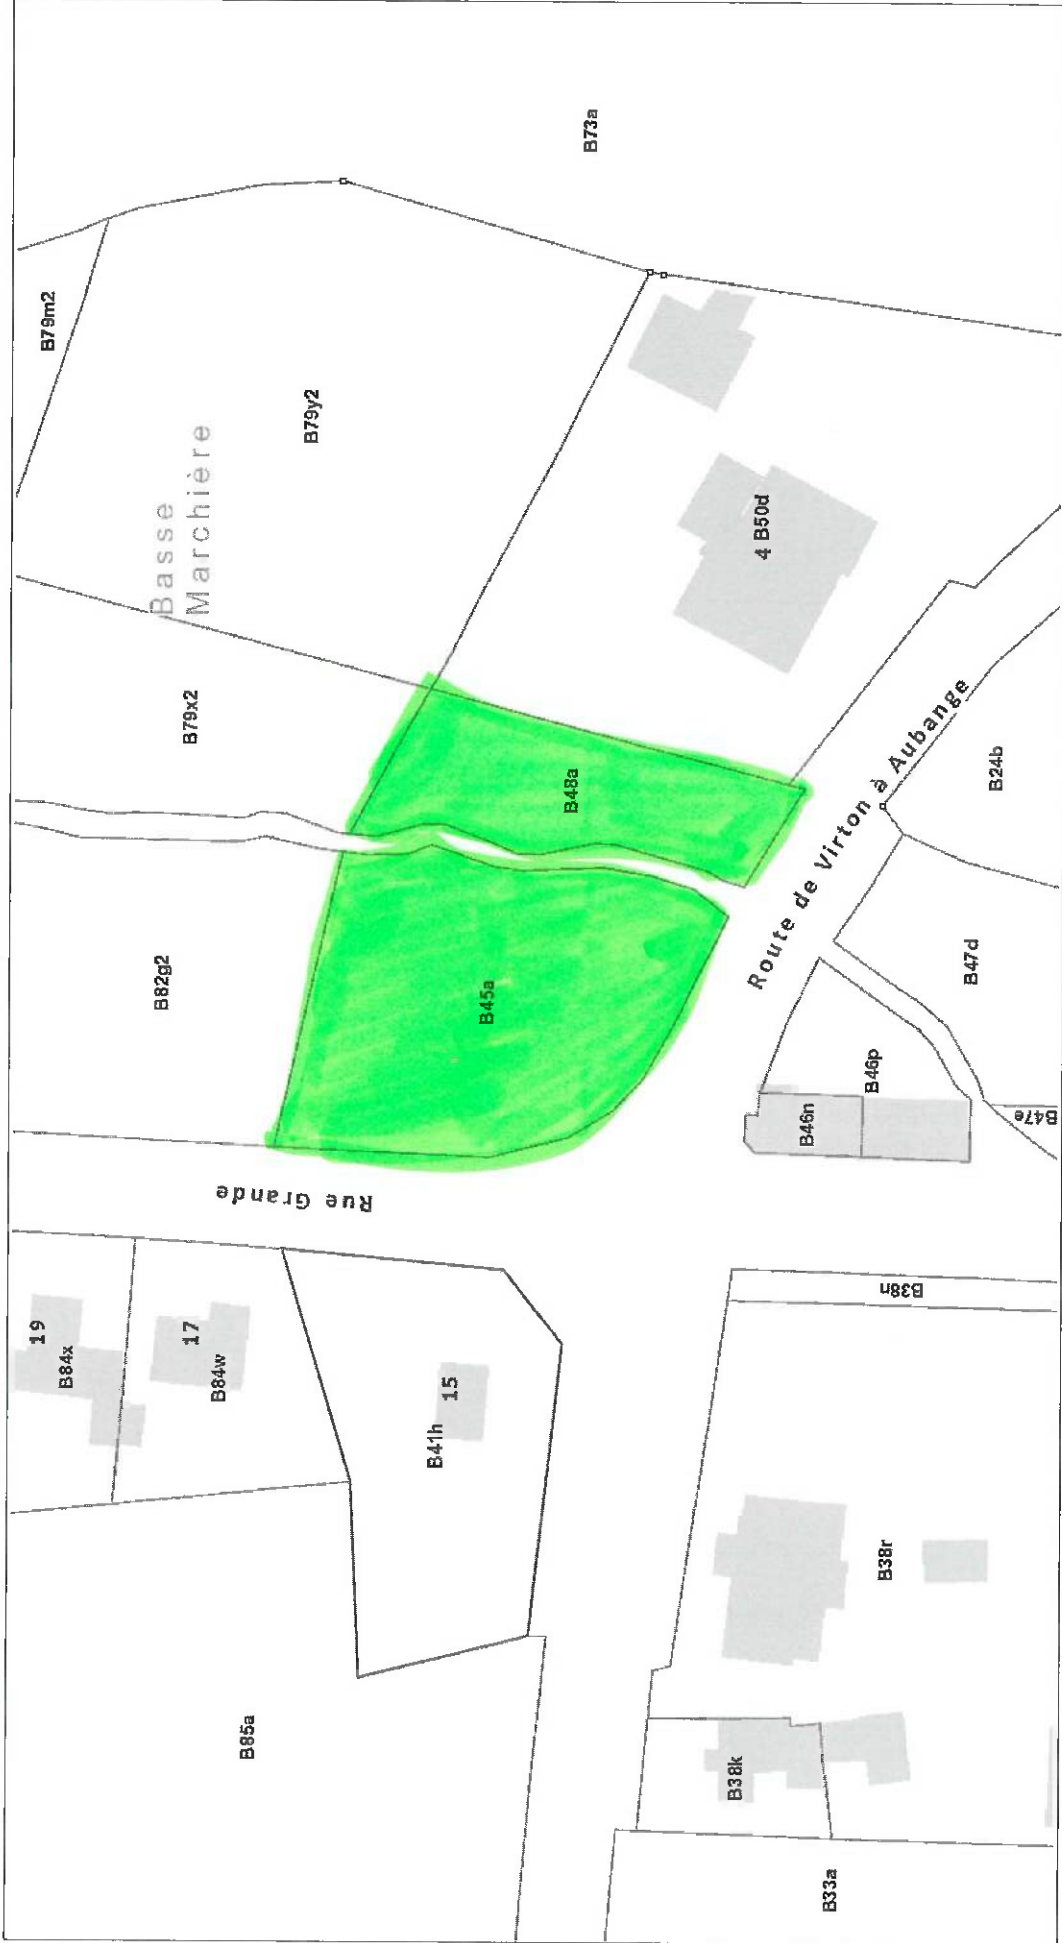 B85a
19
B84x
17
B84w
15
B41h
Rue Grande
B82g2
B79x2
Basse
Marchière
B79y2
B79m2
B73a
B45a
B48a
4 B50d
Route de Virton à Aubange
B24b
B47d
B46p
B46n
B47e
B38n
B38r
B38k
B33a